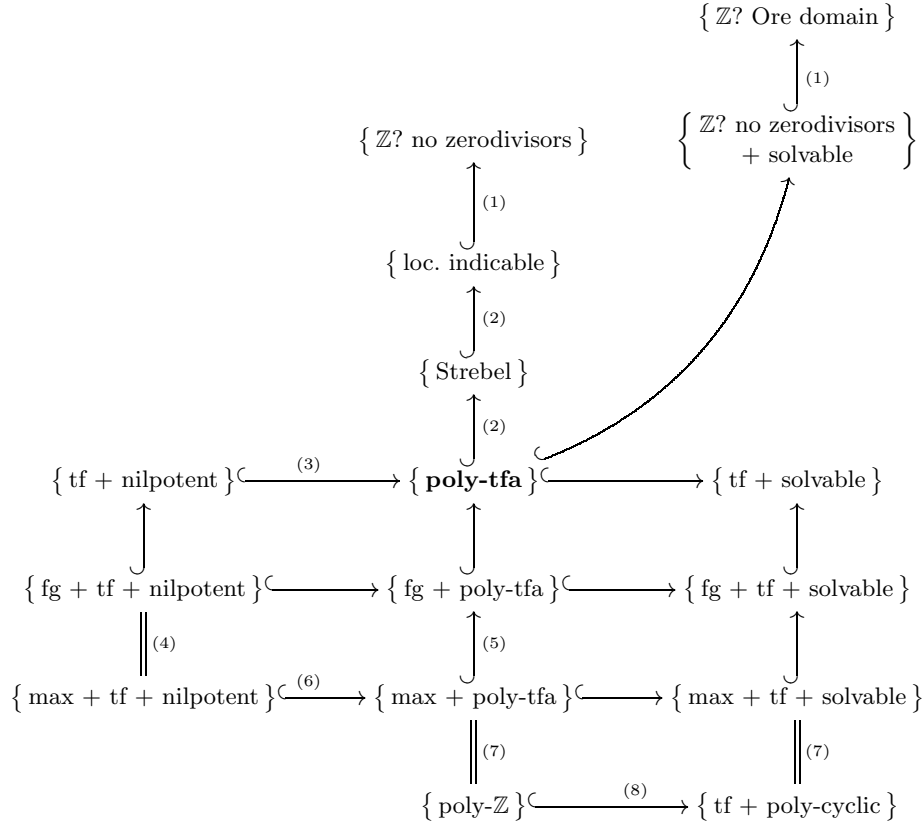 { ℤ? Ore domain }
(1)
{ ℤ? no zerodivisors }
{ ℤ? no zerodivisors
+ solvable }
(1)
{ loc. indicable }
(2)
{ Strebel }
(2)
{ tf + nilpotent } (3) { poly-tfa } { tf + solvable }
{ fg + tf + nilpotent } { fg + poly-tfa } { fg + tf + solvable }
(4) (5)
{ max + tf + nilpotent } (6) { max + poly-tfa } { max + tf + solvable }
(7) (7)
{ poly-ℤ } (8) { tf + poly-cyclic }